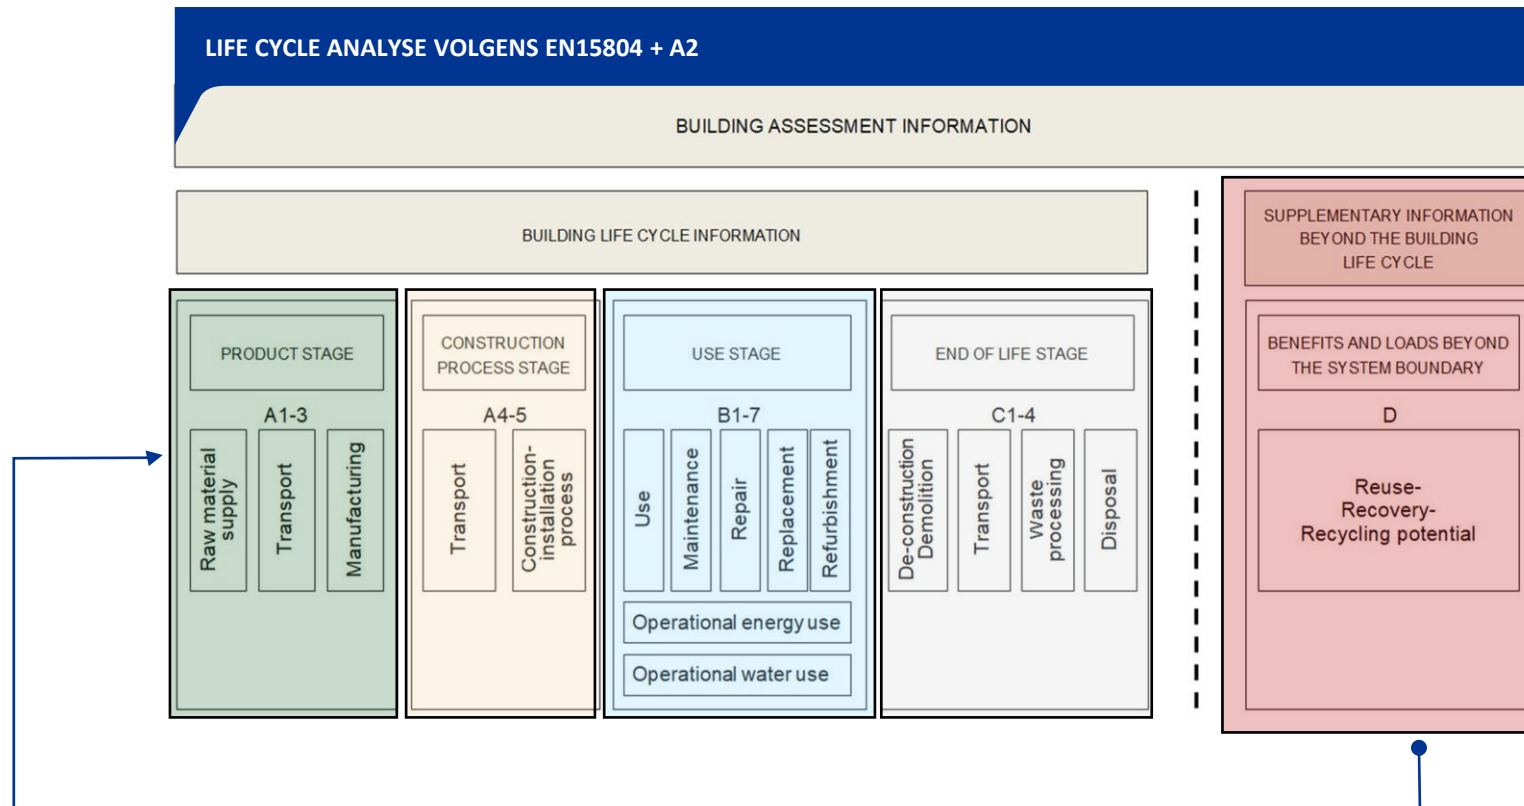 LIFE CYCLE ANALYSE VOLGENS EN15804 + A2
BUILDING ASSESSMENT INFORMATION
BUILDING LIFE CYCLE INFORMATION
SUPPLEMENTARY INFORMATION
BEYOND THE BUILDING
LIFE CYCLE
PRODUCT STAGE
A1-3
Raw material
supply
Transport
Manufacturing
CONSTRUCTION
PROCESS STAGE
A4-5
Transport
Construction-
installation
process
USE STAGE
B1-7
Use
Maintenance
Repair
Replacement
Refurbishment
Operational energy use
Operational water use
END OF LIFE STAGE
C1-4
De-construction
Demolition
Transport
Waste
processing
Disposal
BENEFITS AND LOADS BEYOND
THE SYSTEM BOUNDARY
D
Reuse-
Recovery-
Recycling potential